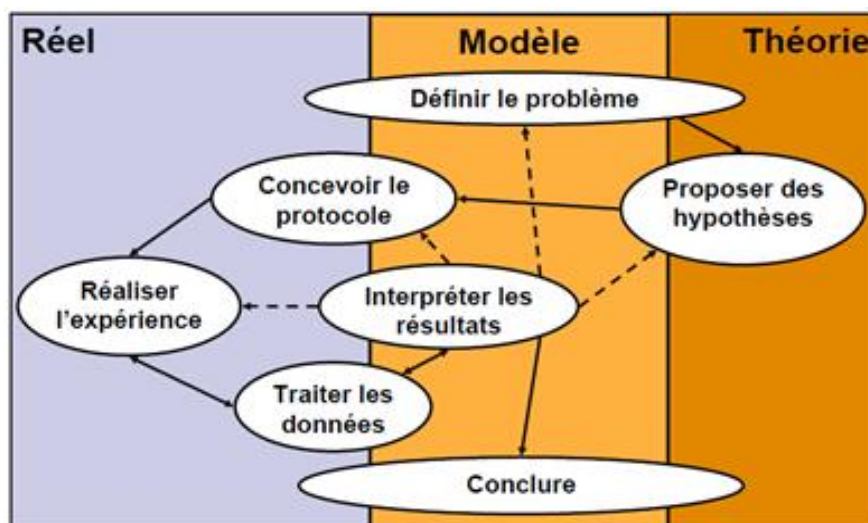 Réel
Modèle
Théorie
Définir le problème
Concevoir le
protocole
Proposer des
hypothèses
Réaliser
l'expérience
Interpréter les
résultats
Traiter les
données
Conclure